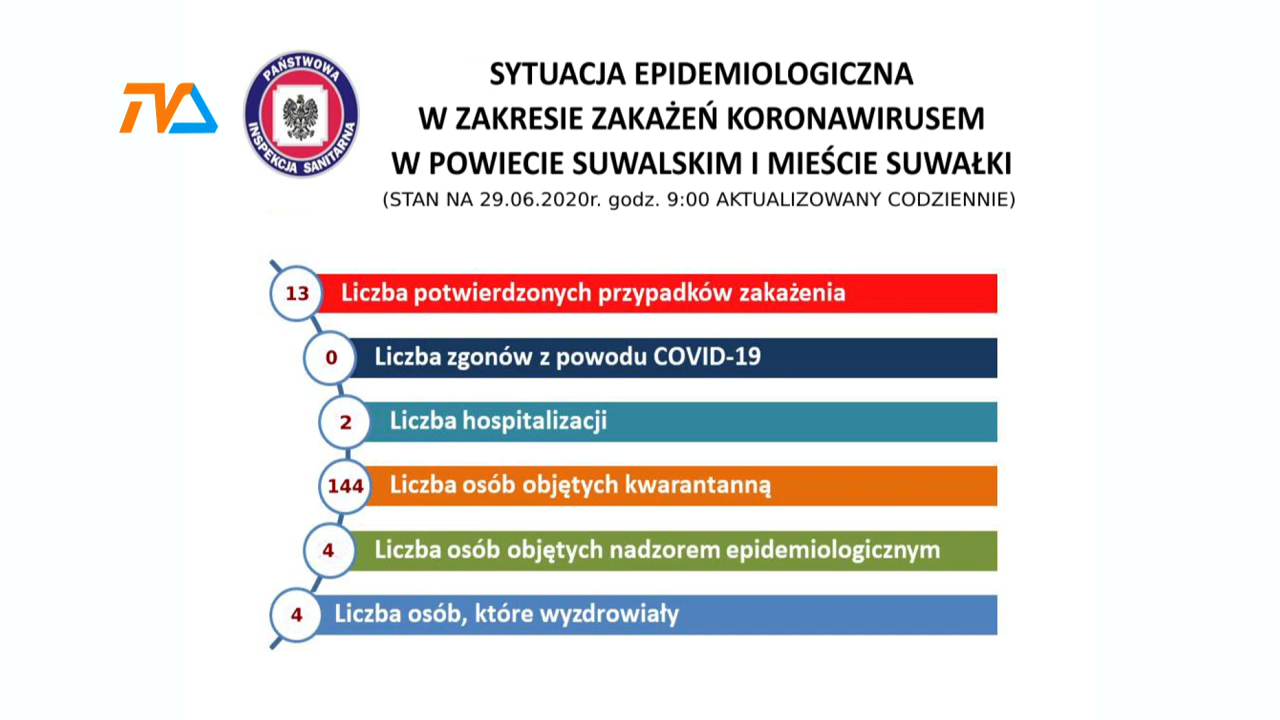 TVS
PAŃSTWOWA
INSPEKCJA SANITARNA
SYTUACJA EPIDEMIOLOGICZNA
W ZAKRESIE ZAKAŻEŃ KORONAWIRUSEM
W POWIECIE SUWALSKIM I MIEŚCIE SUWAŁKI
(STAN NA 29.06.2020r. godz. 9:00 AKTUALIZOWANY CODZIENNIE)
13 Liczba potwierdzonych przypadków zakażenia
0 Liczba zgonów z powodu COVID-19
2 Liczba hospitalizacji
144 Liczba osób objętych kwarantanną
4 Liczba osób objętych nadzorem epidemiologicznym
4 Liczba osób, które wyzdrowiały